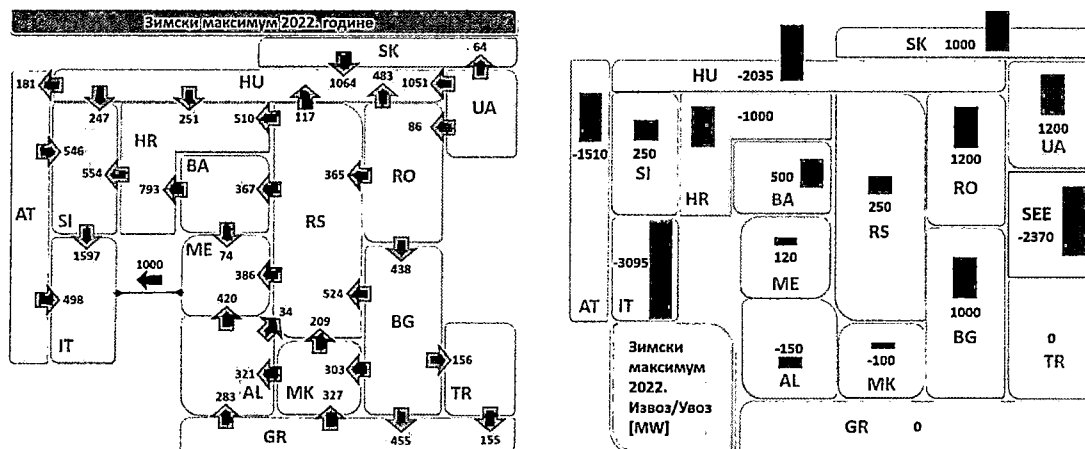 Зимски максимум 2022. године
SK
64
181
HU
1064
483
1051
UA
247
251
510
117
86
HR
546
554
BA
793
367
365
RO
AT
SI
RS
1597
ME
74
438
1000
386
498
420
524
34
209
BG
IT
321
303
156
AL
MK
TR
283
327
GR
455
155
SK 1000
HU -2035
-1000
-1510
250
1200
UA
SI
500
1200
HR
BA
RO
250
SEE
RS
-2370
-3095
120
ME
AT
IT
1000
BG
Зимски
максимум
2022.
Извоз/Увоз
[MW]
-150
AL
-100
MK
0
TR
GR 0